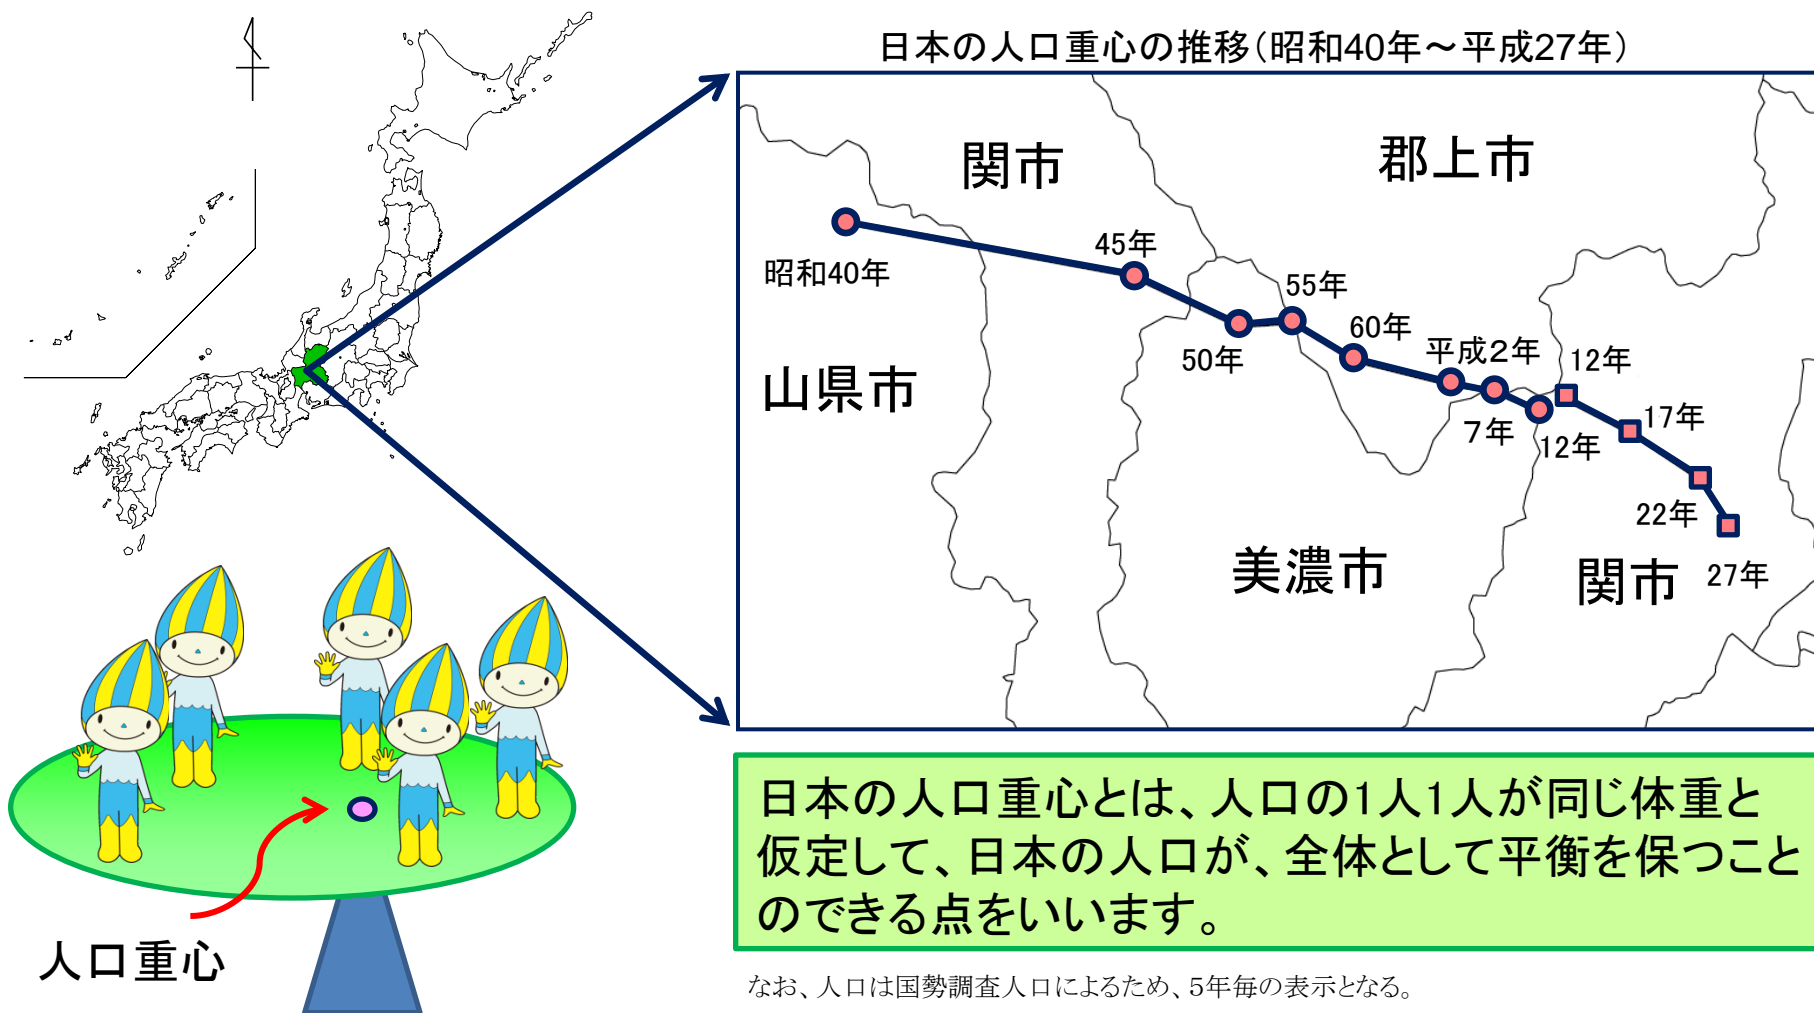 日本の人口重心の推移(昭和40年～平成27年)
関市
郡上市
昭和40年
45年
50年
55年
60年
平成２年
７年
12年
12年
17年
22年
27年
山県市
美濃市
関市
人口重心
日本の人口重心とは、人口の1人1人が同じ体重と
仮定して、日本の人口が、全体として平衡を保つこと
のできる点をいいます。
なお、人口は国勢調査人口によるため、5年毎の表示となる。